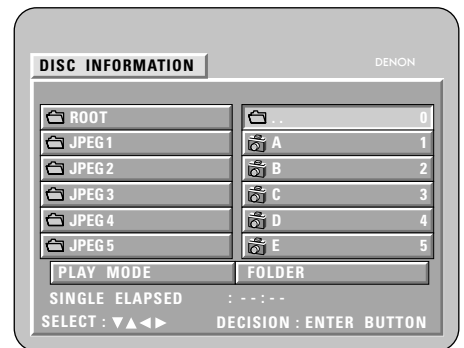 DISC INFORMATION DENON
ROOT .. 0
JPEG1 A 1
JPEG2 B 2
JPEG3 C 3
JPEG4 D 4
JPEG5 E 5
PLAY MODE FOLDER
SINGLE ELAPSED : --:--
SELECT : ▼▲◀▶ DECISION : ENTER BUTTON